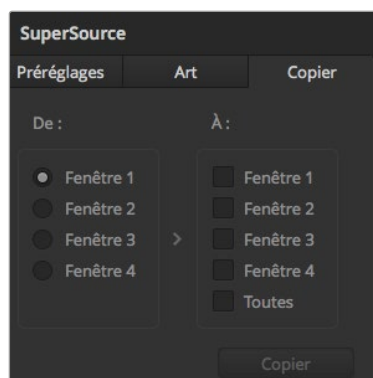 SuperSource
Préréglages Art Copier
De : À :
Fenêtre 1 Fenêtre 1
Fenêtre 2 Fenêtre 2
Fenêtre 3 > Fenêtre 3
Fenêtre 4 Fenêtre 4
Toutes
Copier